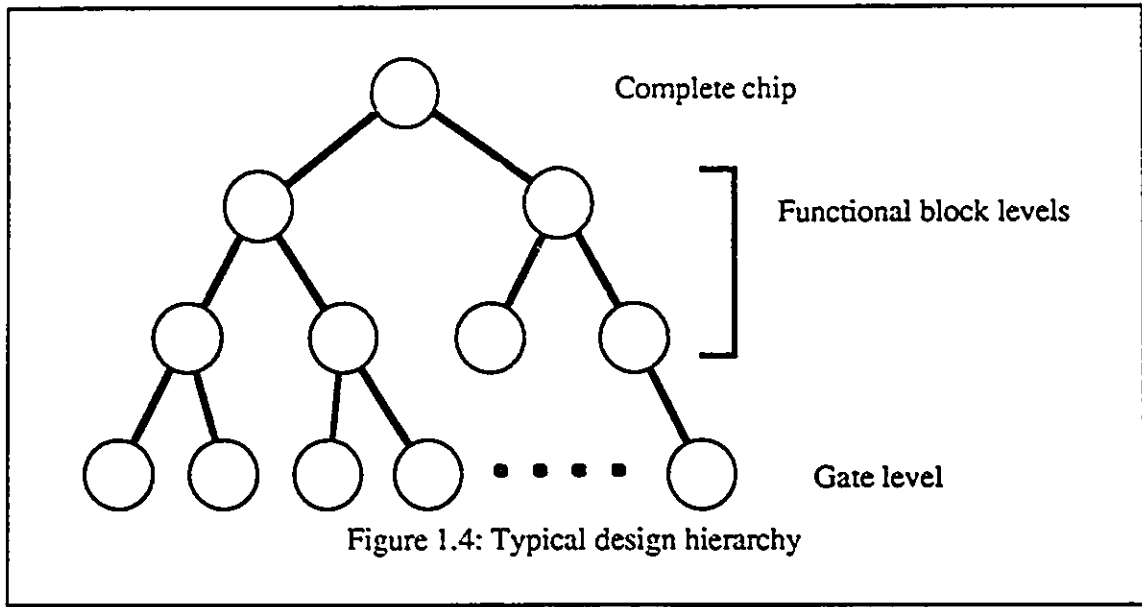 Complete chip
Functional block levels
Gate level
Figure 1.4: Typical design hierarchy